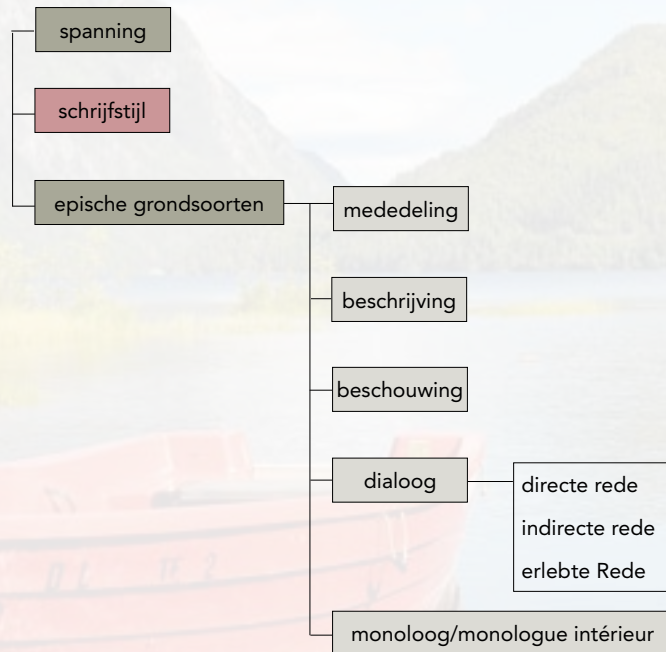 spanning
schrijfstijl
epische grondsoorten
mededeling
beschrijving
beschouwing
dialoog
directe rede
indirecte rede
erlebte Rede
monoloog/monologue intérieur